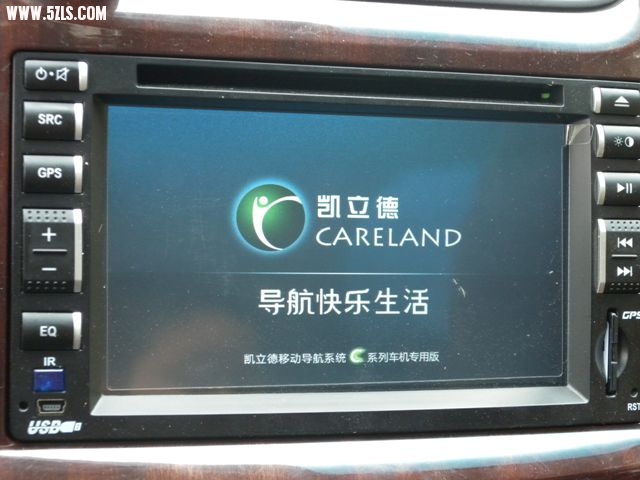 WWW.5ZLS.COM
SRC
GPS
+
−
EQ
IR
USB
凯立德
CARELAND
导航快乐生活
凯立德移动导航系统 C 系列车机专用版
GPS
RST